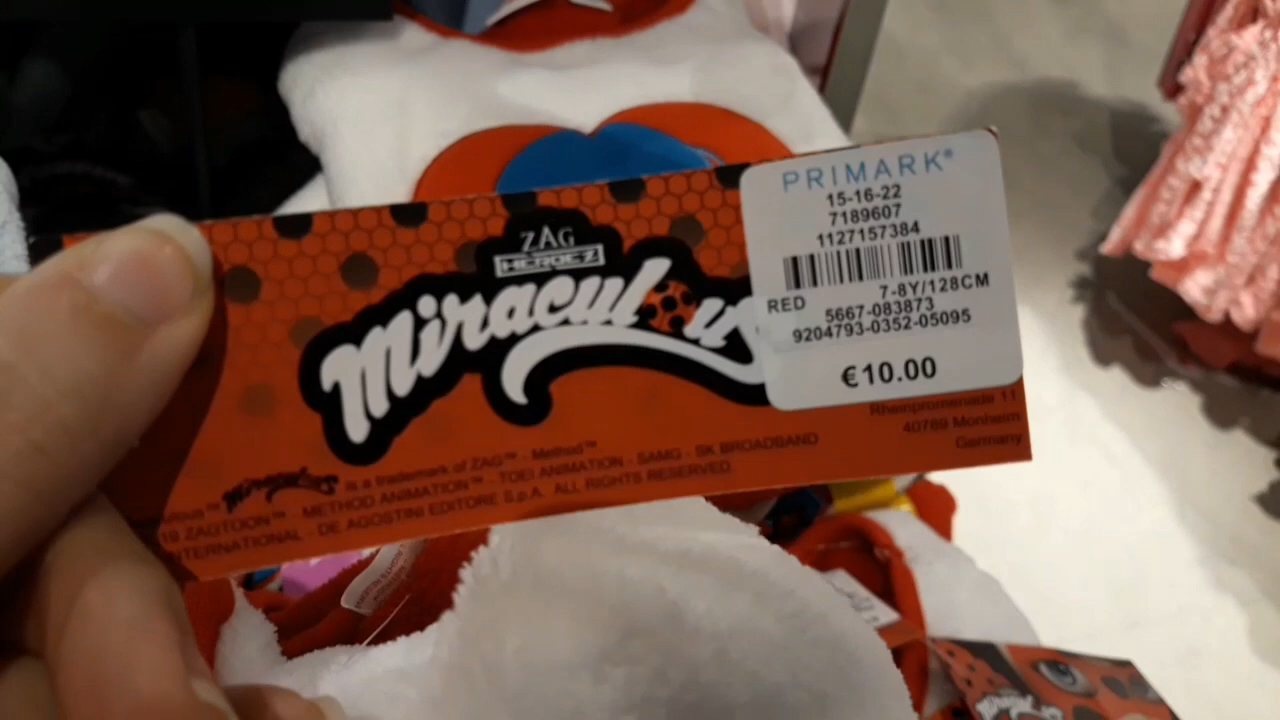 PRIMARK®
15-16-22
7189607
1127157384
RED 7-8Y/128CM
5667-083873
9204793-0352-05095
€10.00
ZAG
HEROEZ
Miraculous
Rheinpromenade 11
40789 Monheim
Germany
is a trademark of ZAG™ - Method™
19 ZAGTOON™ - METHOD ANIMATION™ - TOEI ANIMATION - SAMG - SK BROADBAND
NTERNATIONAL - DE AGOSTINI EDITORE S.p.A. ALL RIGHTS RESERVED